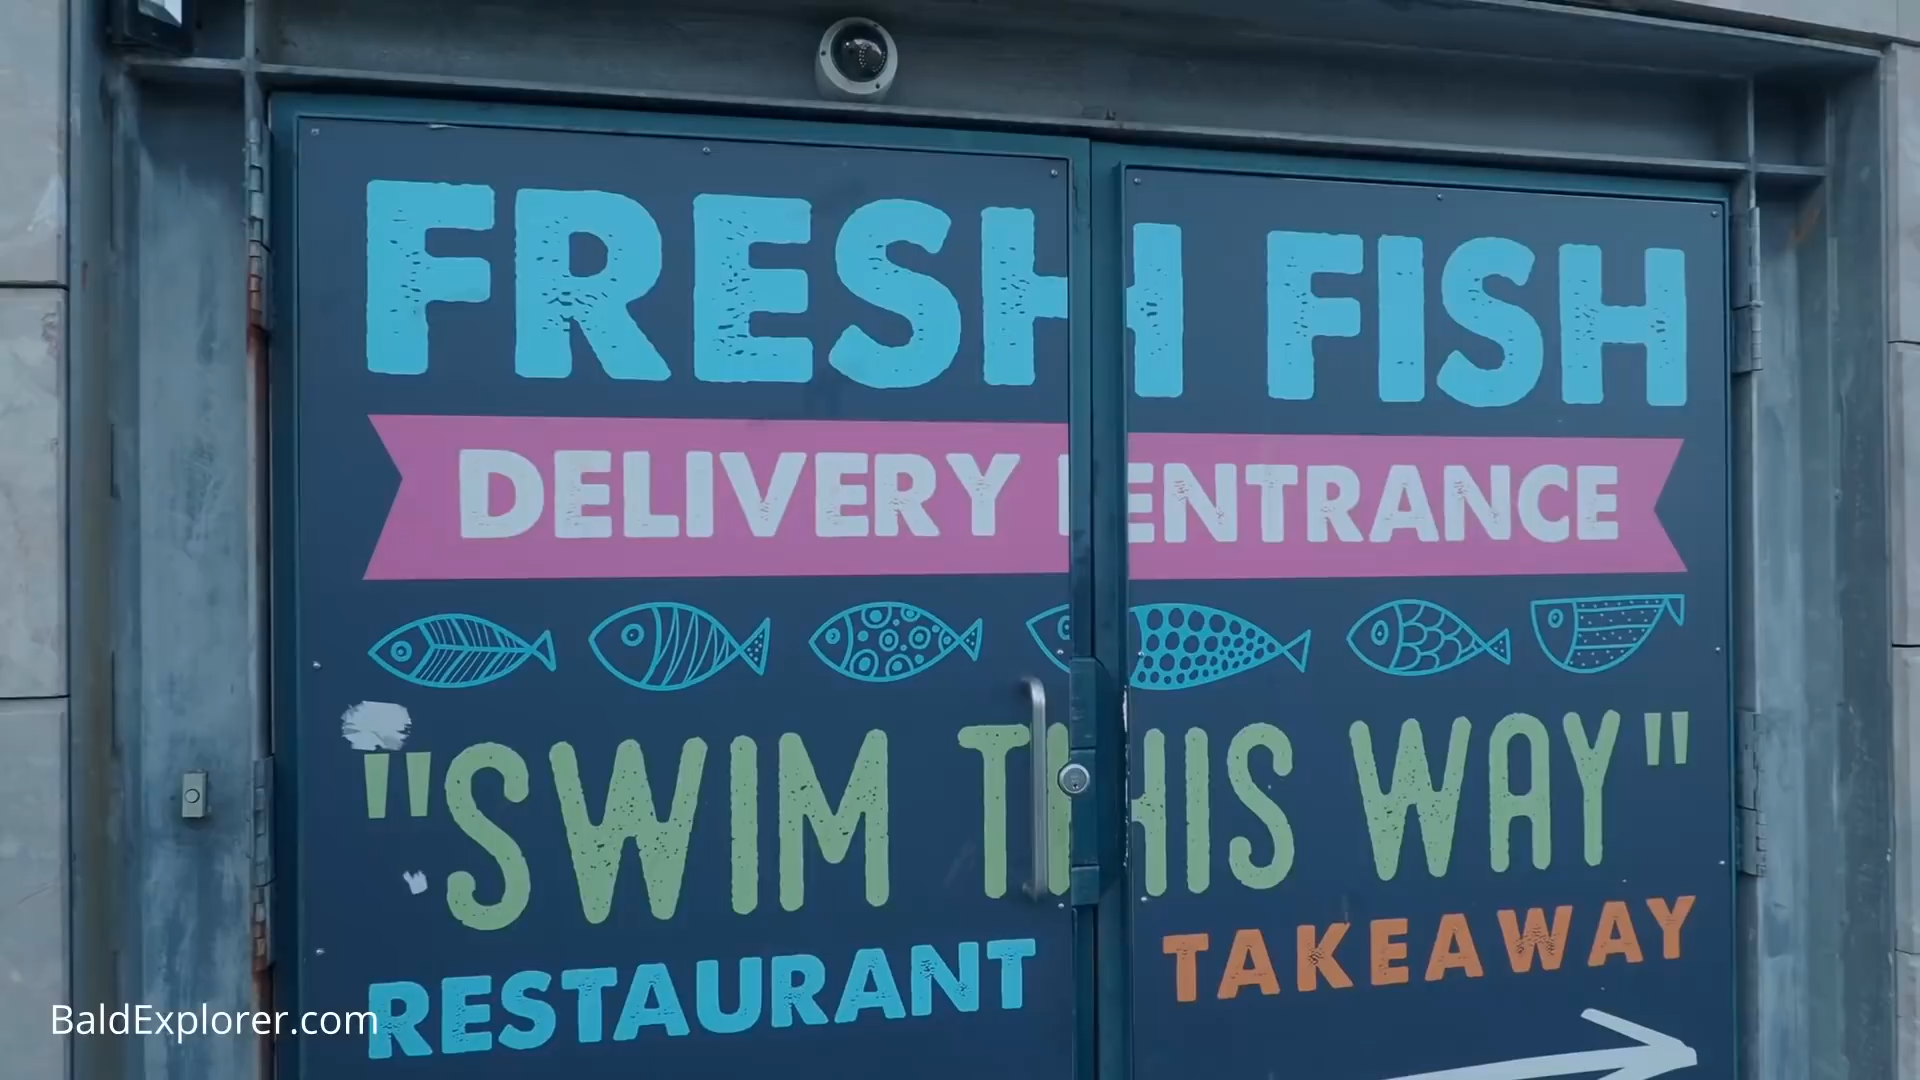 FRESH FISH
DELIVERY ENTRANCE
"SWIM THIS WAY"
RESTAURANT TAKEAWAY
BaldExplorer.com